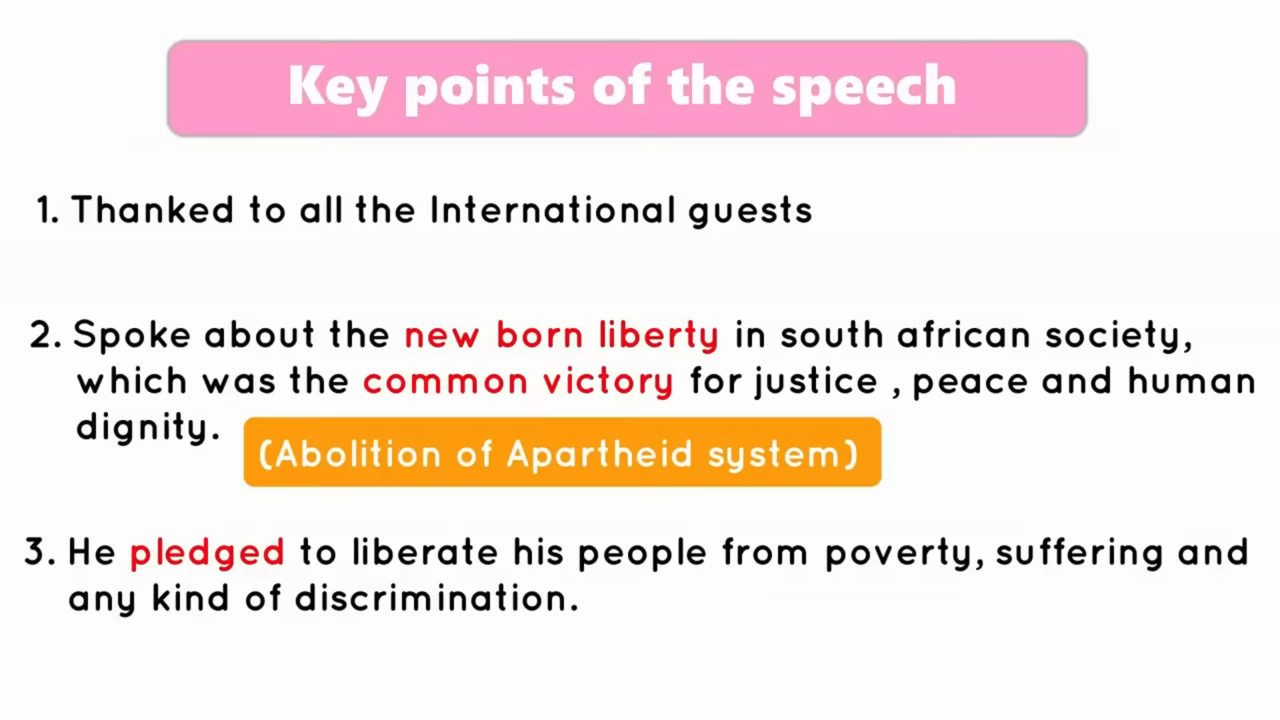 Key points of the speech
1. Thanked to all the International guests
2. Spoke about the new born liberty in south african society,
which was the common victory for justice , peace and human
dignity.
(Abolition of Apartheid system)
3. He pledged to liberate his people from poverty, suffering and
any kind of discrimination.